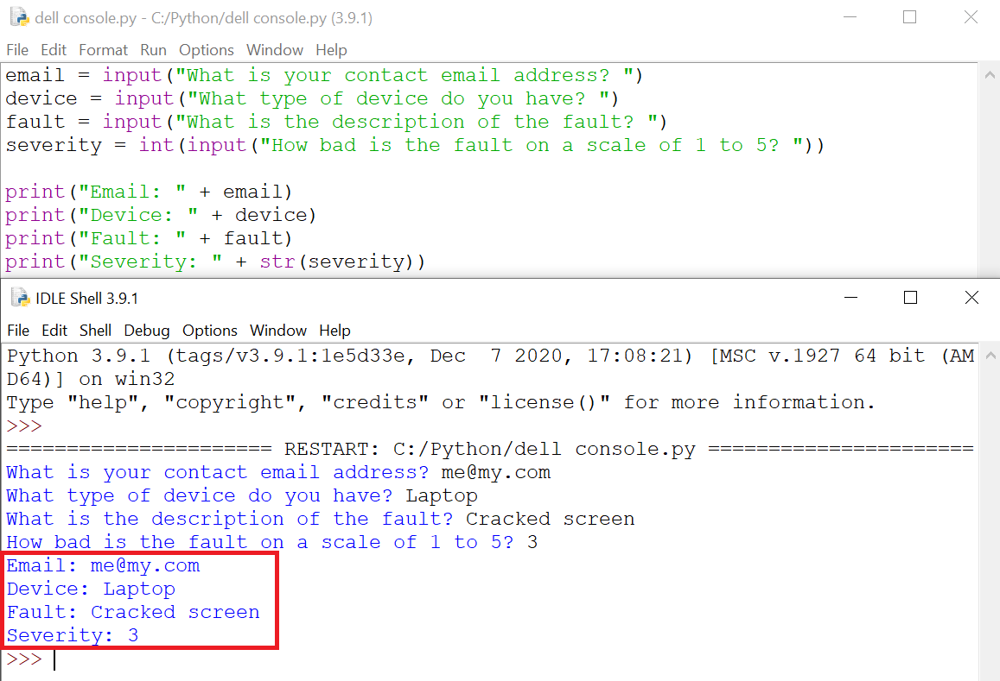 dell console.py - C:/Python/dell console.py (3.9.1)
File Edit Format Run Options Window Help
email = input("What is your contact email address? ")
device = input("What type of device do you have? ")
fault = input("What is the description of the fault? ")
severity = int(input("How bad is the fault on a scale of 1 to 5? "))
print("Email: " + email)
print("Device: " + device)
print("Fault: " + fault)
print("Severity: " + str(severity))
IDLE Shell 3.9.1
File Edit Shell Debug Options Window Help
Python 3.9.1 (tags/v3.9.1:1e5d33e, Dec  7 2020, 17:08:21) [MSC v.1927 64 bit (AM
D64)] on win32
Type "help", "copyright", "credits" or "license()" for more information.
>>>
====================== RESTART: C:/Python/dell console.py ======================
What is your contact email address? me@my.com
What type of device do you have? Laptop
What is the description of the fault? Cracked screen
How bad is the fault on a scale of 1 to 5? 3
Email: me@my.com
Device: Laptop
Fault: Cracked screen
Severity: 3
>>>